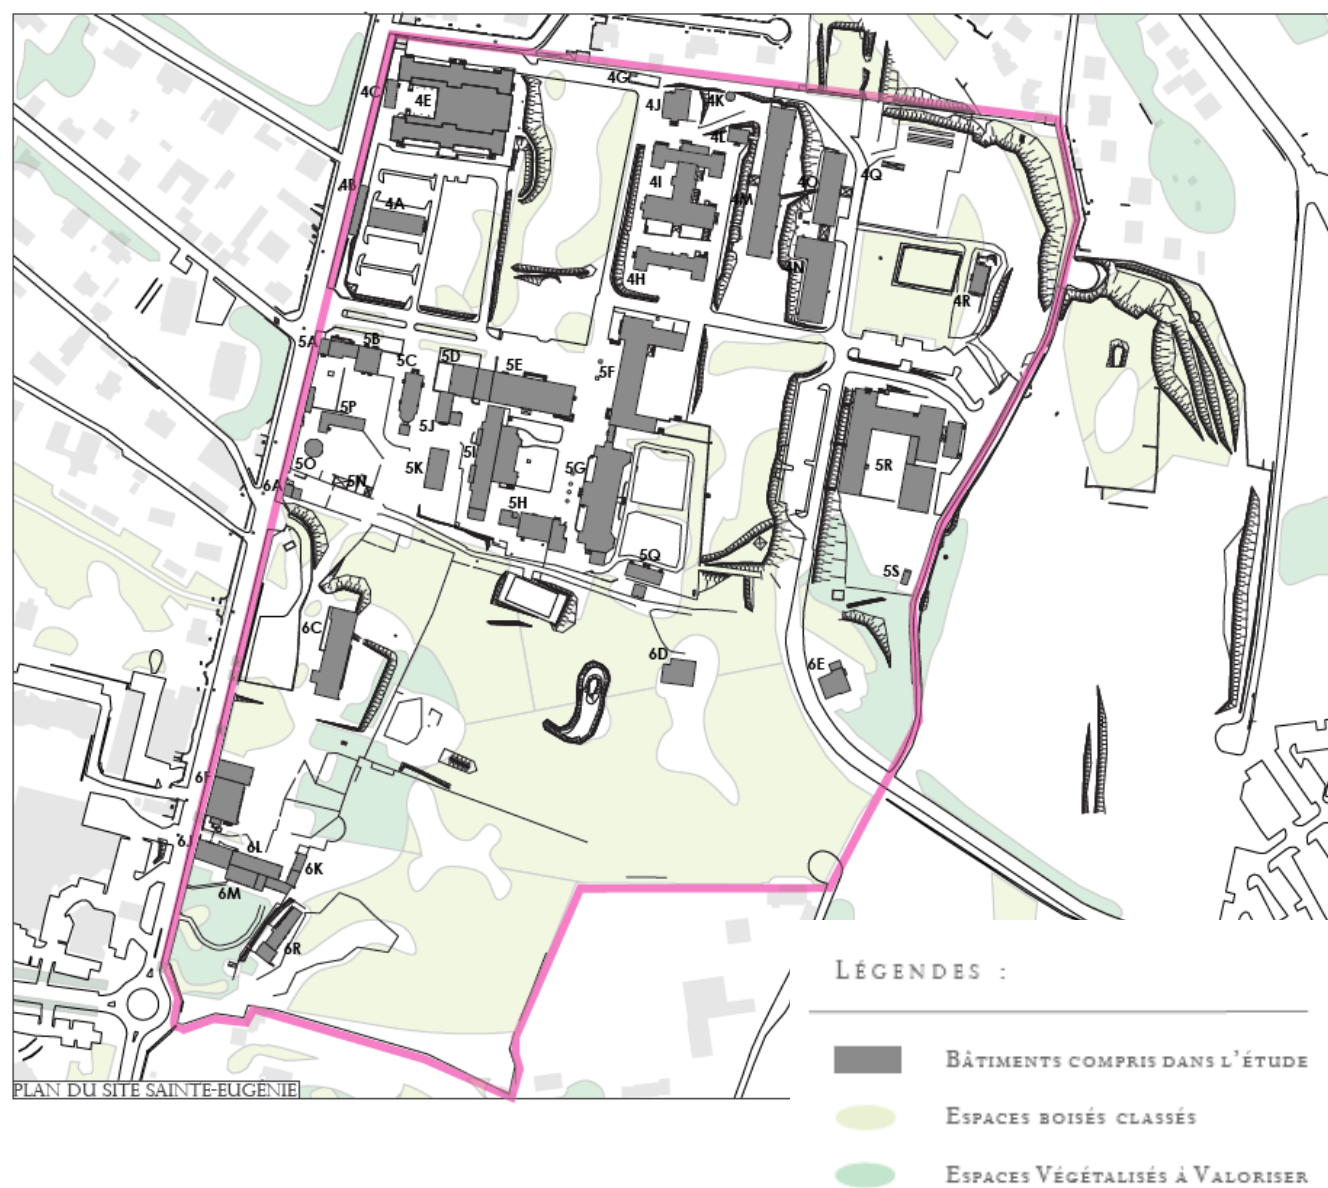 4G
4C
4E
4J
4K
4L
4I
4Q
4O
4B
4A
4M
4H
4N
4R
5A
5B
5C
5D
5E
5F
5P
5J
5I
5K
5G
5R
5O
6A
5N
5H
5Q
5S
6C
6D
6E
6F
6J
6L
6K
6M
6R
LÉGENDES :
BÂTIMENTS COMPRIS DANS L'ÉTUDE
ESPACES BOISÉS CLASSÉS
ESPACES VÉGÉTALISÉS À VALORISER
PLAN DU SITE SAINTE-EUGÉNIE